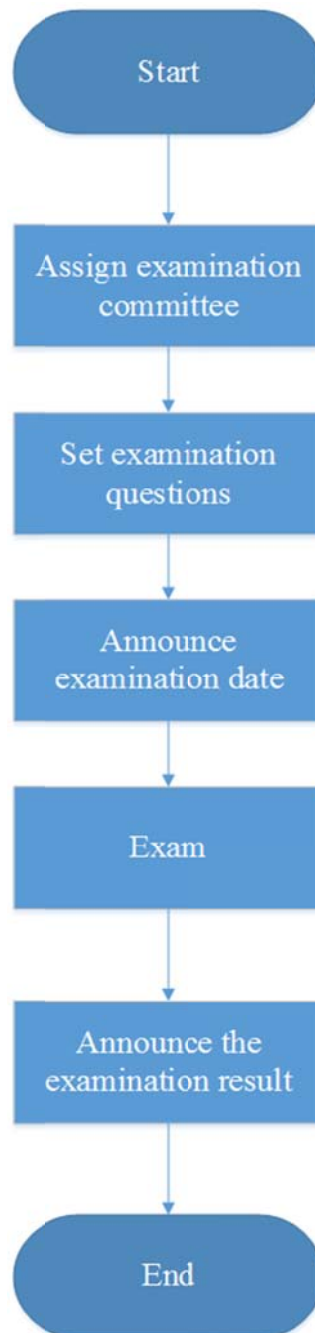 Start
Assign examination
committee
Set examination
questions
Announce
examination date
Exam
Announce the
examination result
End